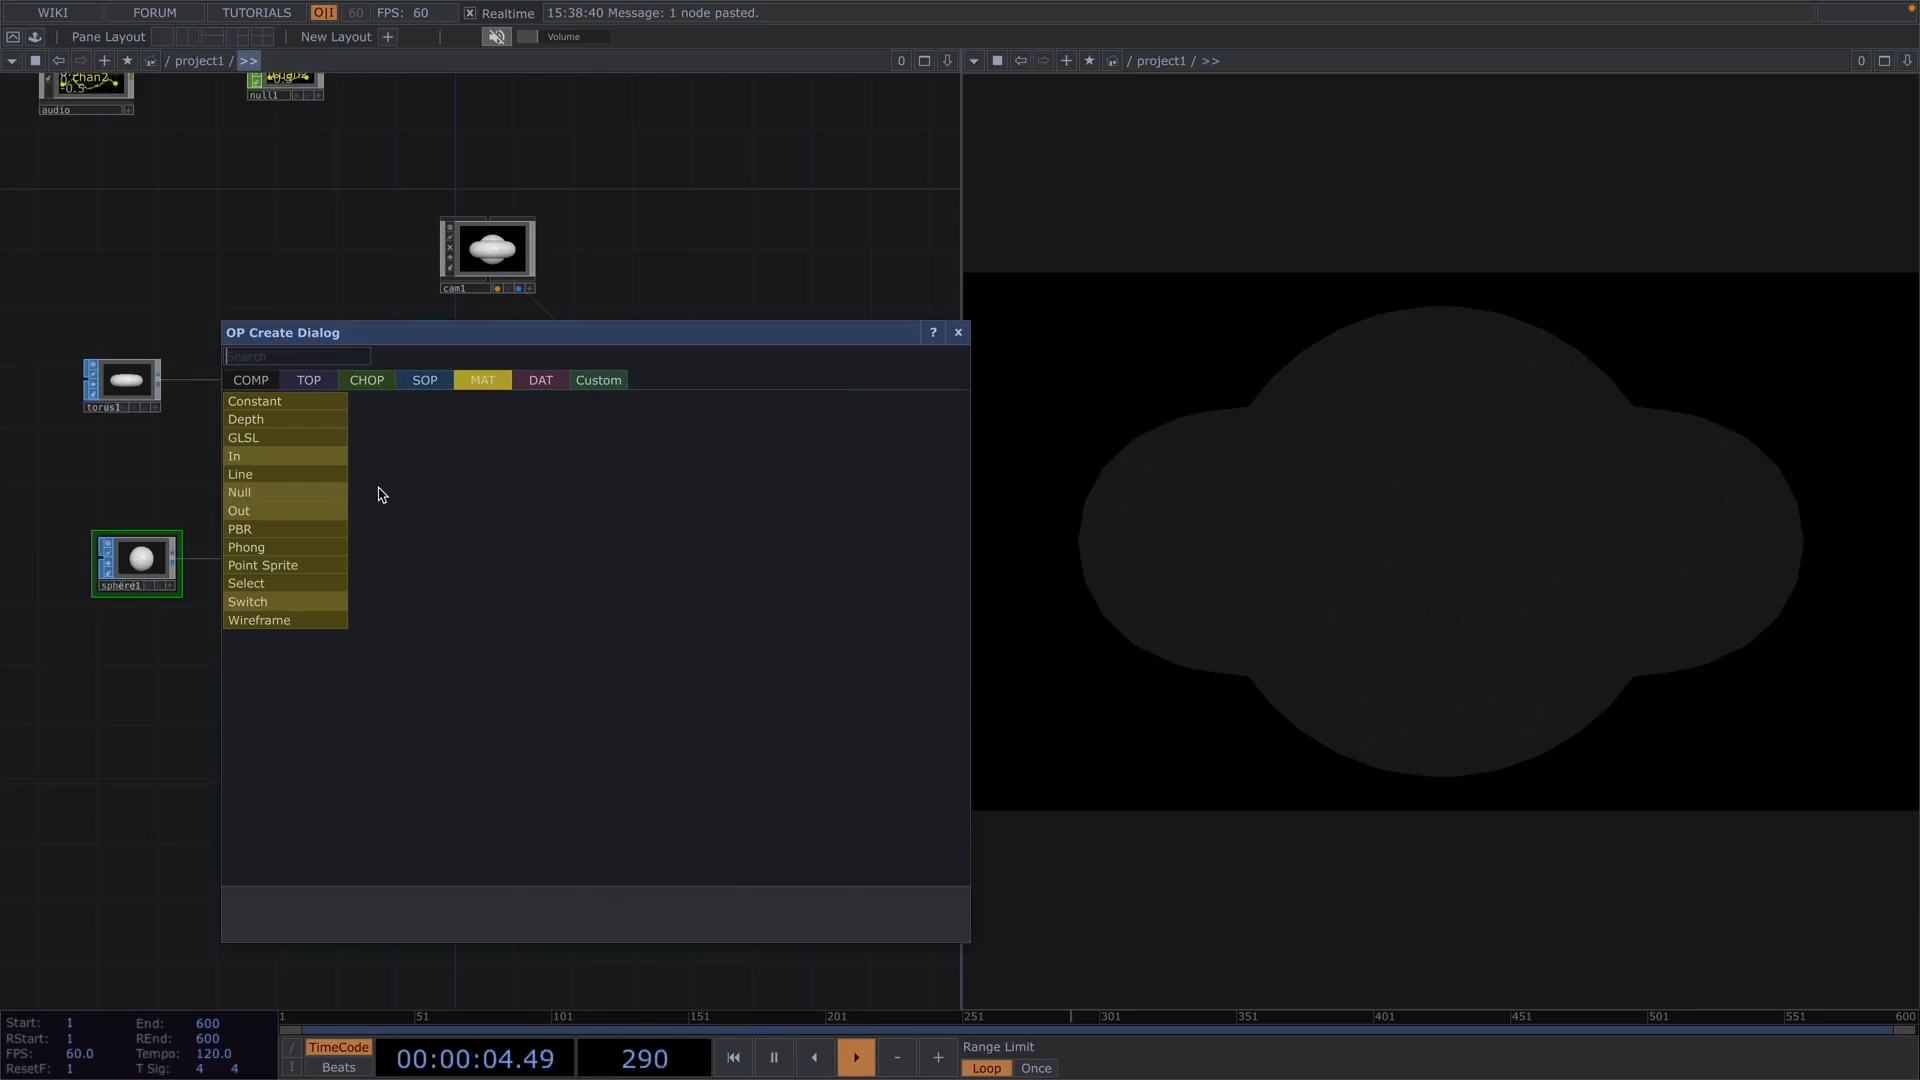 WIKI FORUM TUTORIALS O|I 60 FPS: 60 Realtime 15:38:40 Message: 1 node pasted.
Pane Layout New Layout + Volume
/ project1 / >> 0 / project1 / >> 0
chan2
-0.5
audio
null1
cam1
torus1
sphere1
OP Create Dialog ? x
Search
COMP TOP CHOP SOP MAT DAT Custom
Constant
Depth
GLSL
In
Line
Null
Out
PBR
Phong
Point Sprite
Select
Switch
Wireframe
1 51 101 151 201 251 301 351 401 451 501 551 600
Start: 1 End: 600
RStart: 1 REnd: 600
FPS: 60.0 Tempo: 120.0
ResetF: 1 T Sig: 4 4
/ I
TimeCode
Beats
00:00:04.49 290 - +
Range Limit
Loop Once